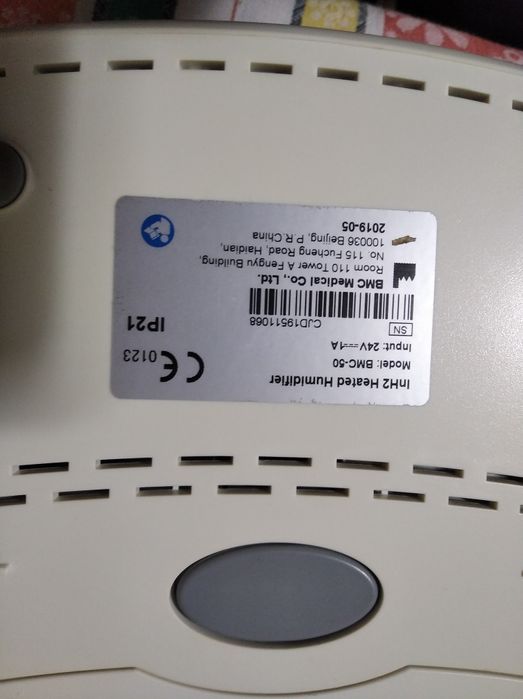 InH2 Heated Humidifier
Model: BMC-50
Input: 24V⎓1A
SN
CJD19511068
BMC Medical Co., Ltd.
Room 110 Tower A Fengyu Building,
No. 115 Fucheng Road, Haidian,
100036 Beijing, P.R.China
2019-05
CE 0123
IP21